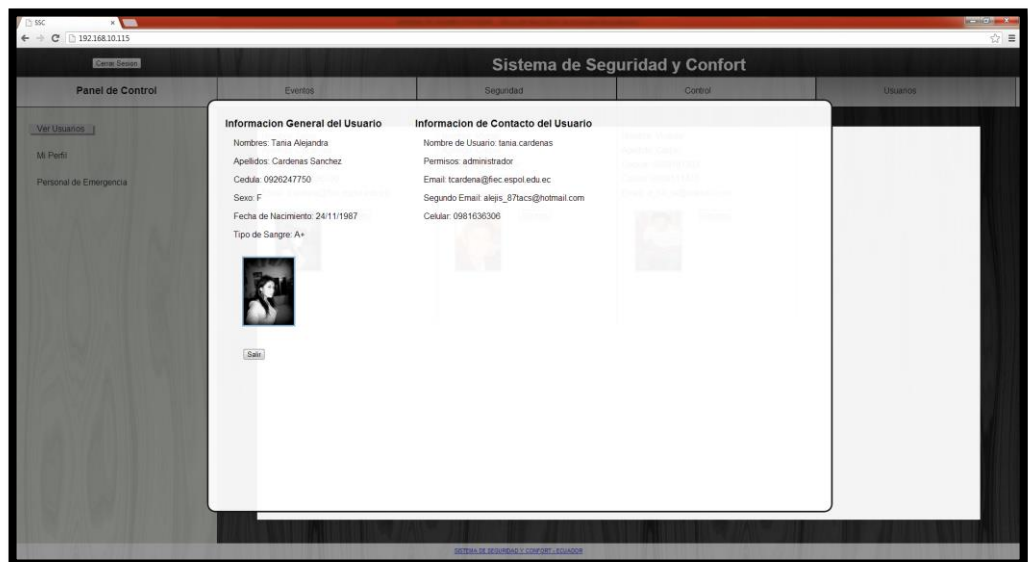 SSC
192.168.10.115
Cerrar Sesion
Sistema de Seguridad y Confort
Panel de Control
Eventos
Seguridad
Control
Usuarios
Ver Usuarios
Mi Perfil
Personal de Emergencia
Informacion General del Usuario
Nombres: Tania Alejandra
Apellidos: Cardenas Sanchez
Cedula: 0926247750
Sexo: F
Fecha de Nacimiento: 24/11/1987
Tipo de Sangre: A+
Salir
Informacion de Contacto del Usuario
Nombre de Usuario: tania.cardenas
Permisos: administrador
Email: tcardena@fiec.espol.edu.ec
Segundo Email: alejis_87tacs@hotmail.com
Celular: 0981636306
SISTEMA DE SEGURIDAD Y CONFORT - ECUADOR